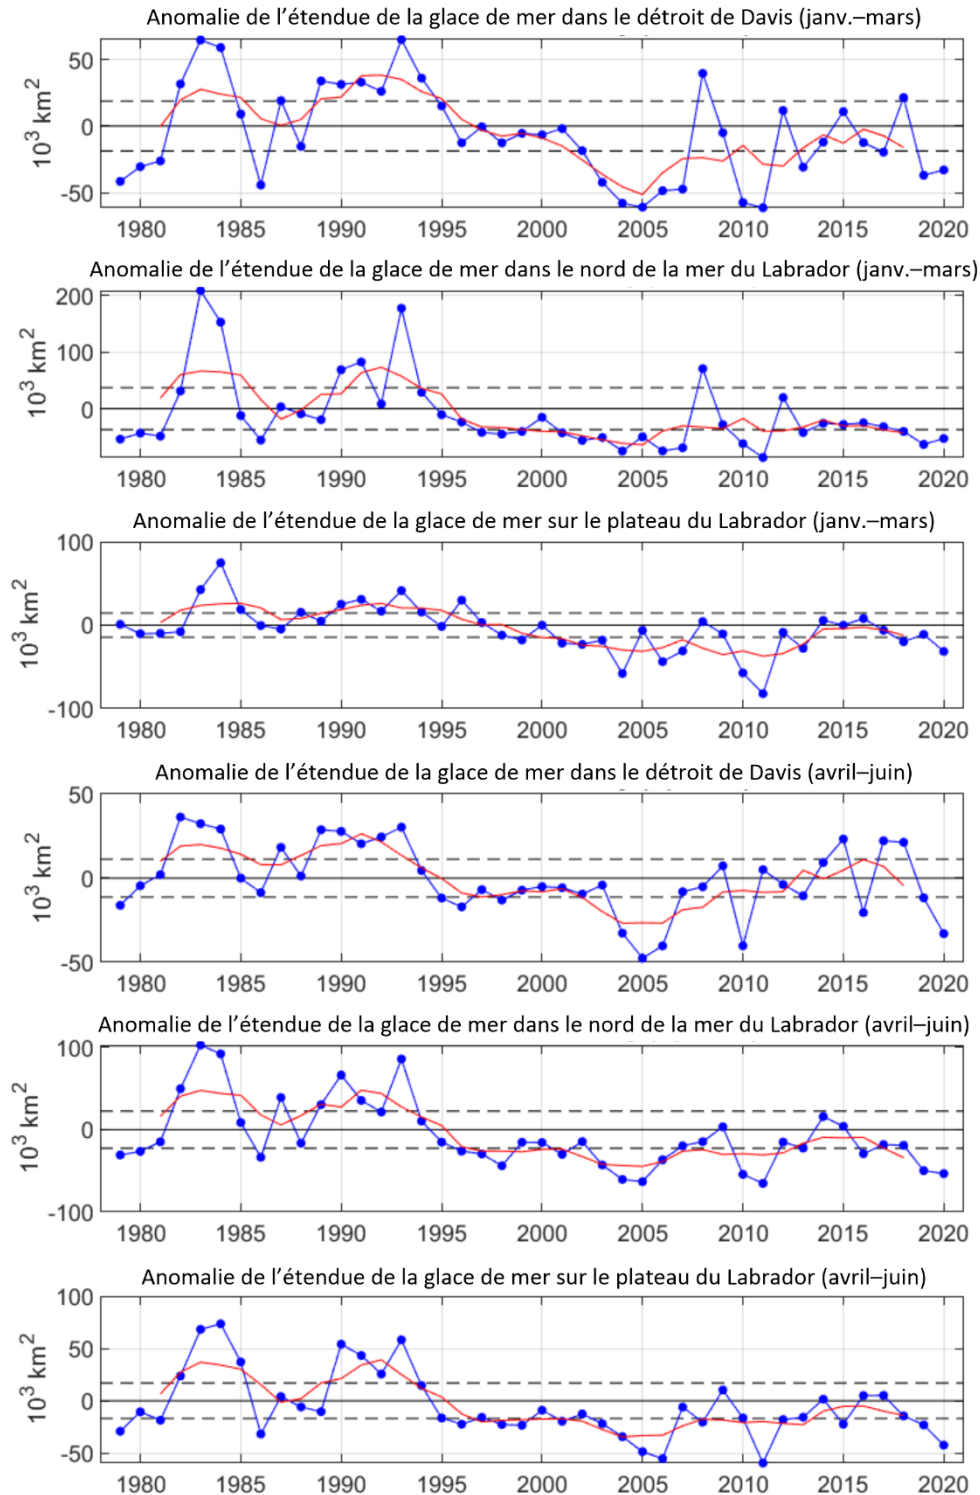 Anomalie de l’étendue de la glace de mer dans le détroit de Davis (janv.–mars)
50
0
-50
10³ km²
1980 1985 1990 1995 2000 2005 2010 2015 2020
Anomalie de l’étendue de la glace de mer dans le nord de la mer du Labrador (janv.–mars)
200
100
0
10³ km²
1980 1985 1990 1995 2000 2005 2010 2015 2020
Anomalie de l’étendue de la glace de mer sur le plateau du Labrador (janv.–mars)
100
0
-100
10³ km²
1980 1985 1990 1995 2000 2005 2010 2015 2020
Anomalie de l’étendue de la glace de mer dans le détroit de Davis (avril–juin)
50
0
-50
10³ km²
1980 1985 1990 1995 2000 2005 2010 2015 2020
Anomalie de l’étendue de la glace de mer dans le nord de la mer du Labrador (avril–juin)
100
0
-100
10³ km²
1980 1985 1990 1995 2000 2005 2010 2015 2020
Anomalie de l’étendue de la glace de mer sur le plateau du Labrador (avril–juin)
100
50
0
-50
10³ km²
1980 1985 1990 1995 2000 2005 2010 2015 2020